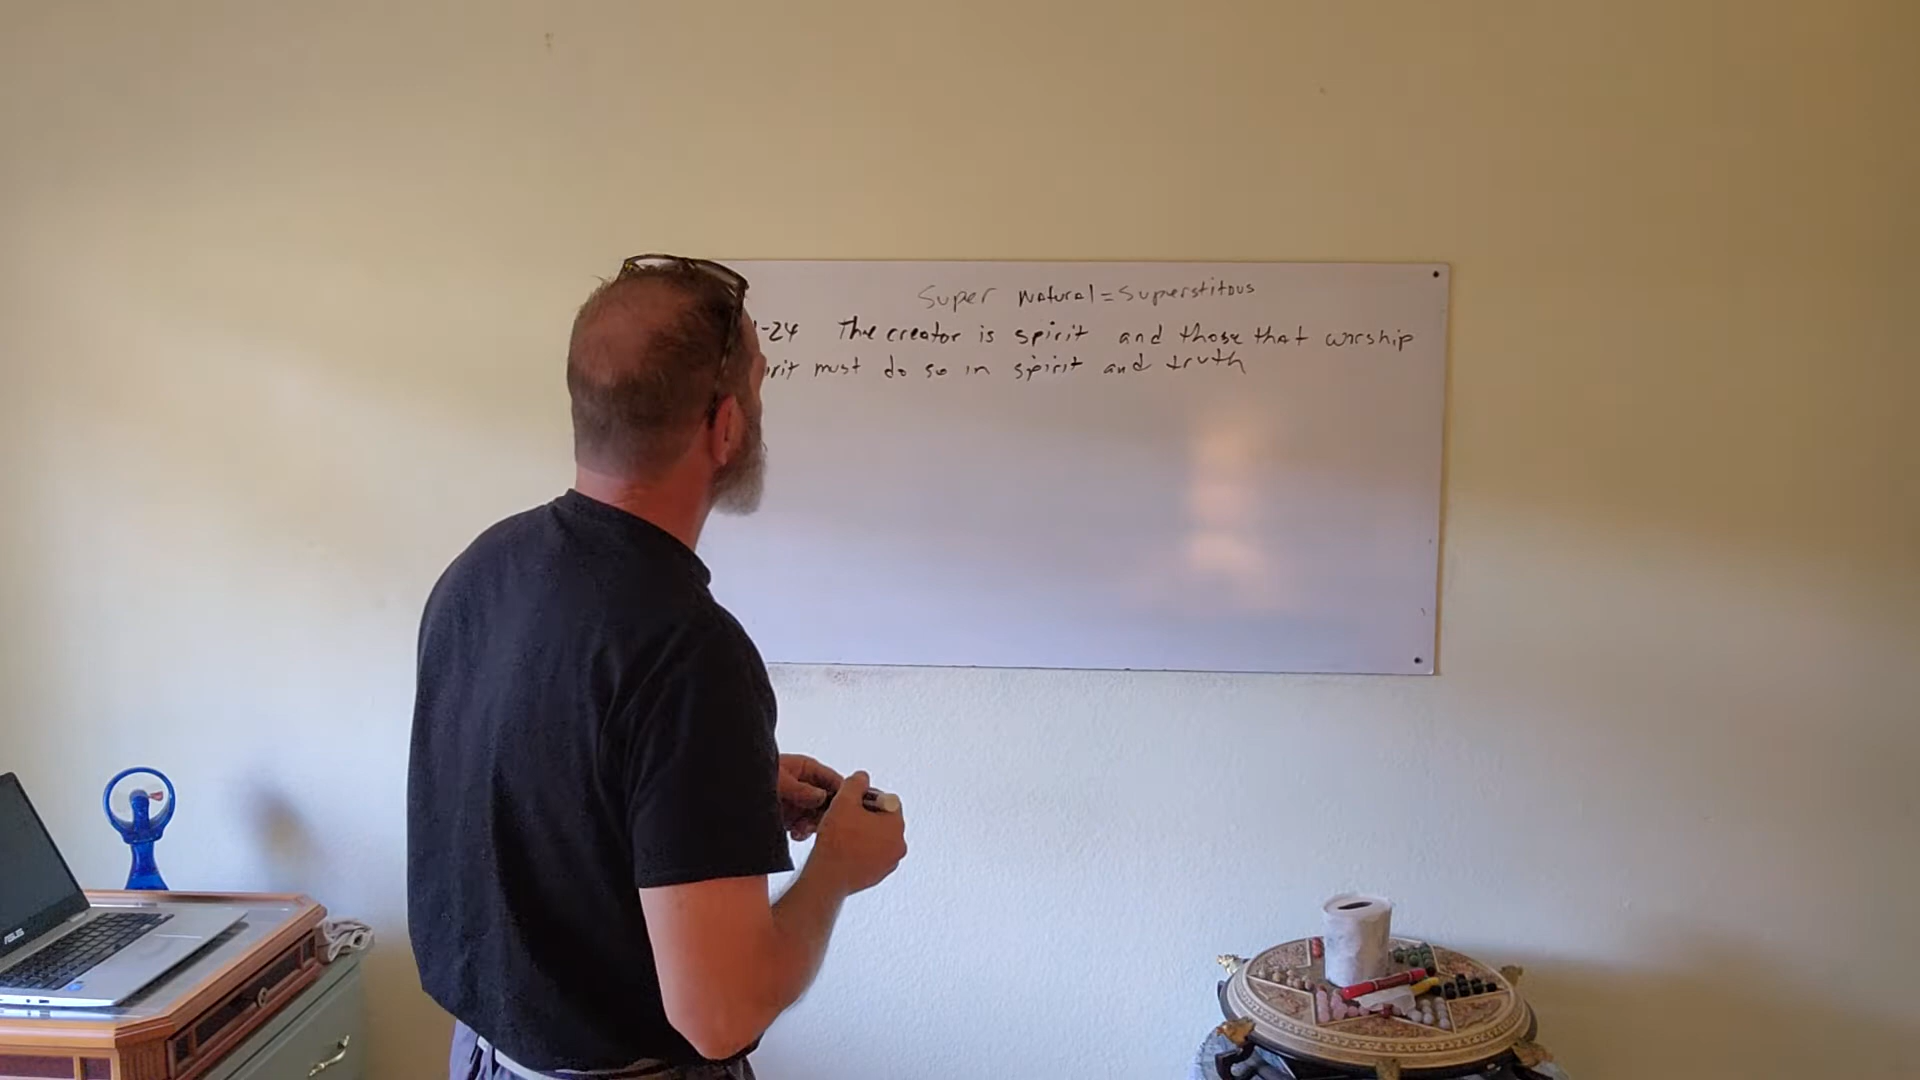 Super Natural = Superstitous
-24 The creator is spirit and those that worship
must do so in spirit and truth
ASUS